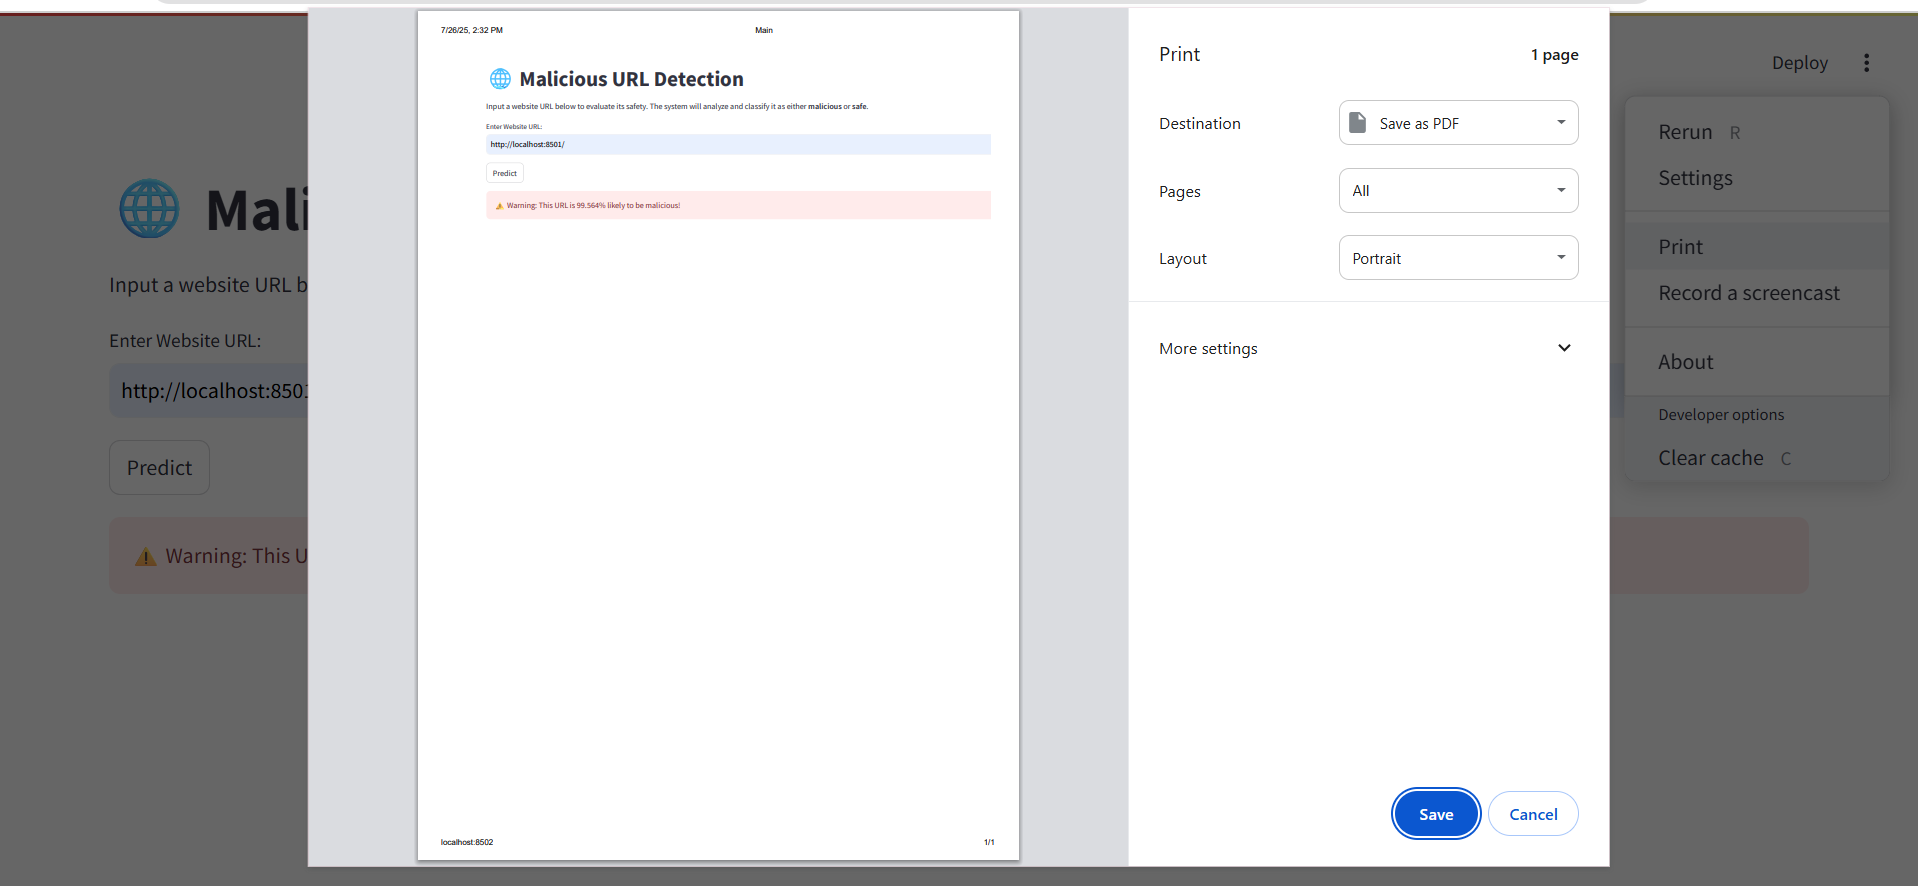 7/26/25, 2:32 PM
Main
Malicious URL Detection
Input a website URL below to evaluate its safety. The system will analyze and classify it as either malicious or safe.
Enter Website URL:
http://localhost:8501/
Predict
Warning: This URL is 99.564% likely to be malicious!
localhost:8502
1/1
Print
1 page
Destination
Save as PDF
Pages
All
Layout
Portrait
More settings
Save
Cancel
Deploy
Rerun R
Settings
Print
Record a screencast
About
Developer options
Clear cache C
Mali
Input a website URL b
Enter Website URL:
http://localhost:850
Predict
Warning: This U